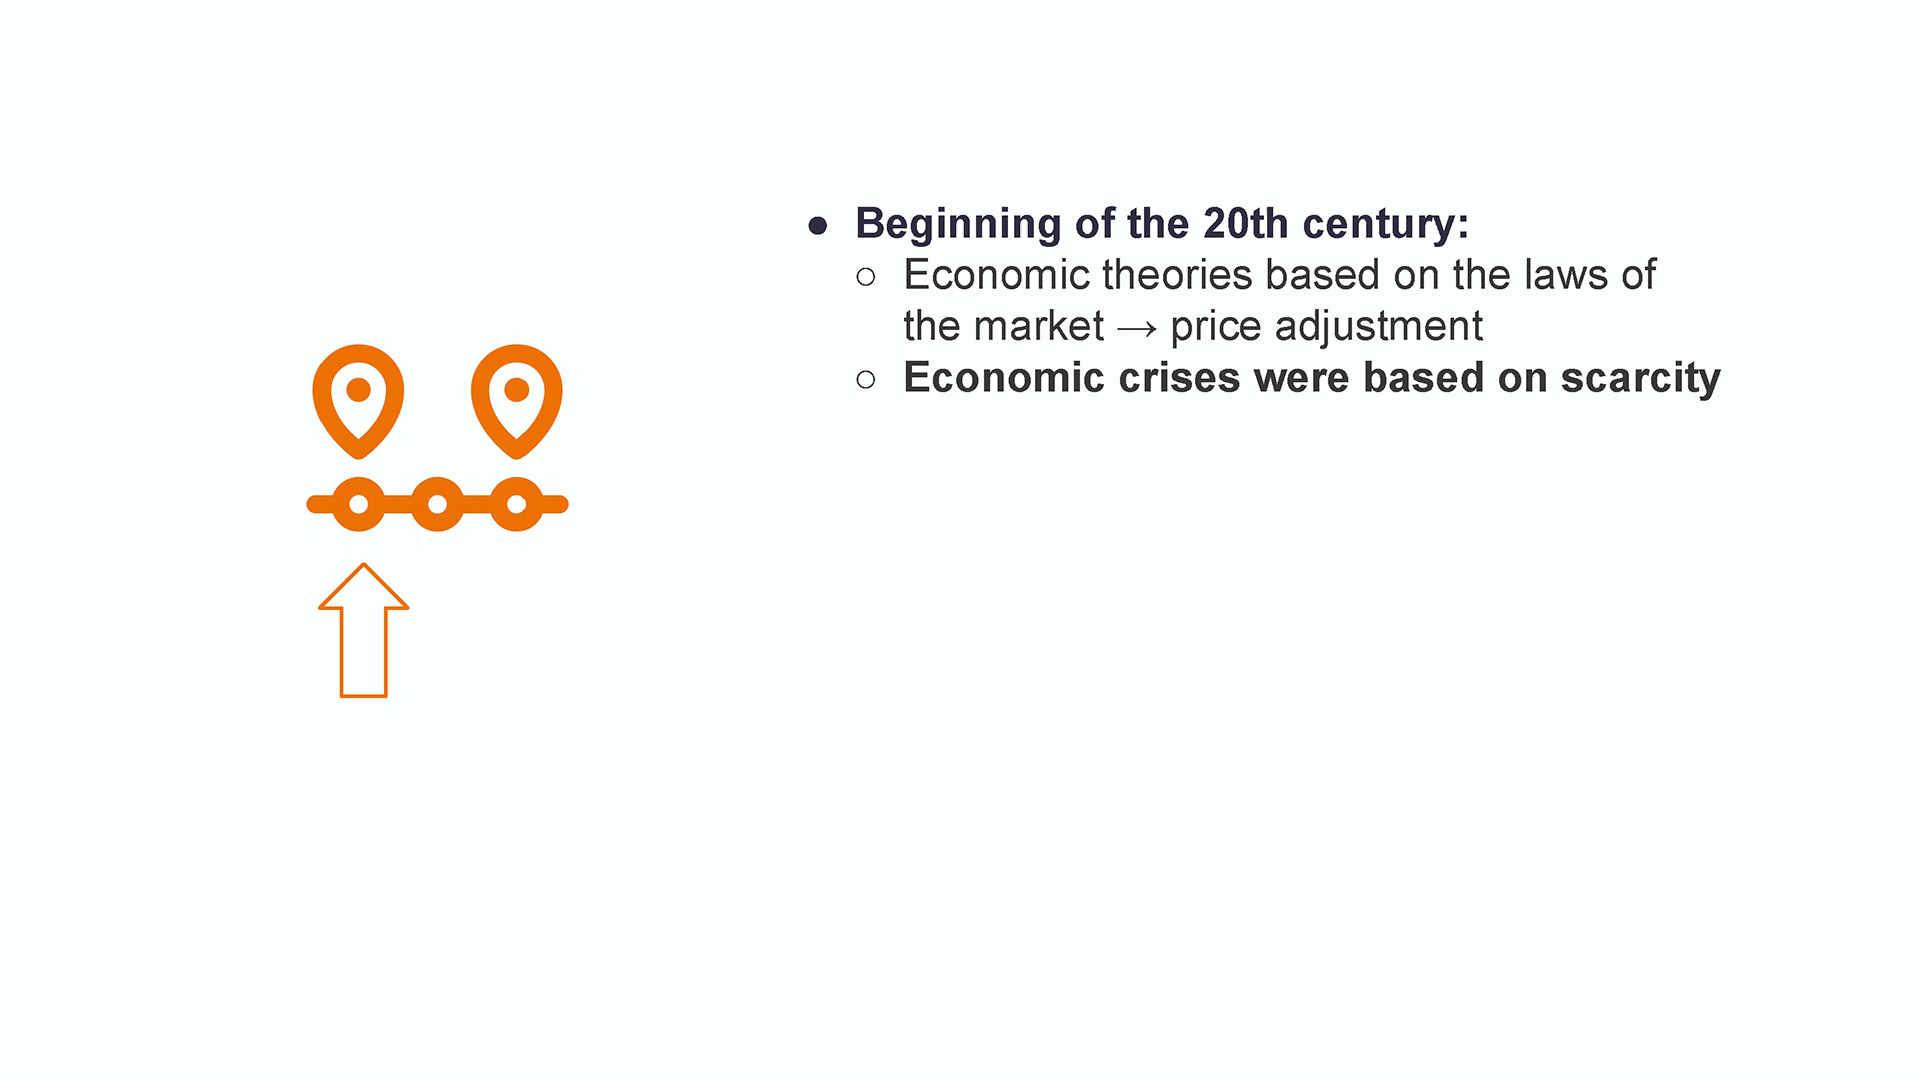 ● Beginning of the 20th century:
○ Economic theories based on the laws of
the market → price adjustment
○ Economic crises were based on scarcity